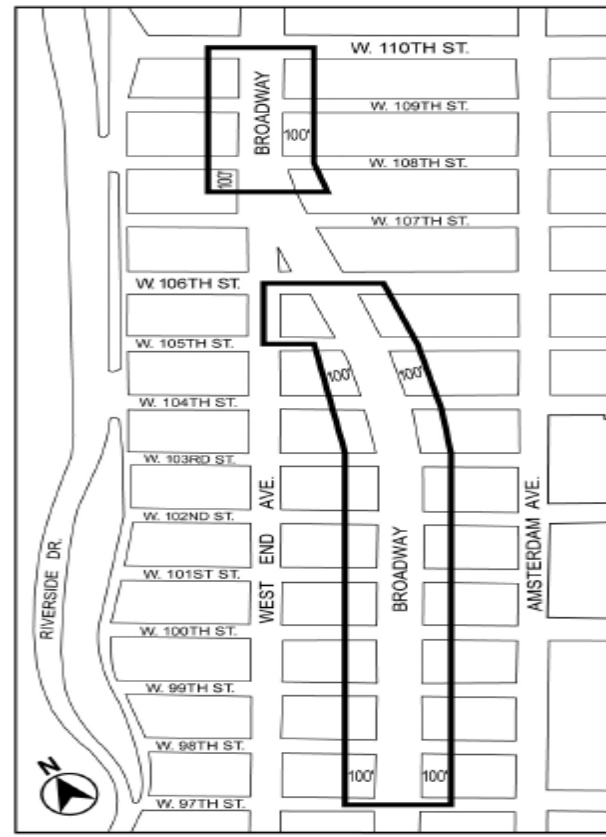 W. 110TH ST.
BROADWAY
W. 109TH ST.
100'
W. 108TH ST.
100'
W. 107TH ST.
W. 106TH ST.
W. 105TH ST.
100'
100'
W. 104TH ST.
W. 103RD ST.
WEST END AVE.
AMSTERDAM AVE.
W. 102ND ST.
RIVERSIDE DR.
BROADWAY
W. 101ST ST.
W. 100TH ST.
W. 99TH ST.
W. 98TH ST.
N
100'
100'
W. 97TH ST.